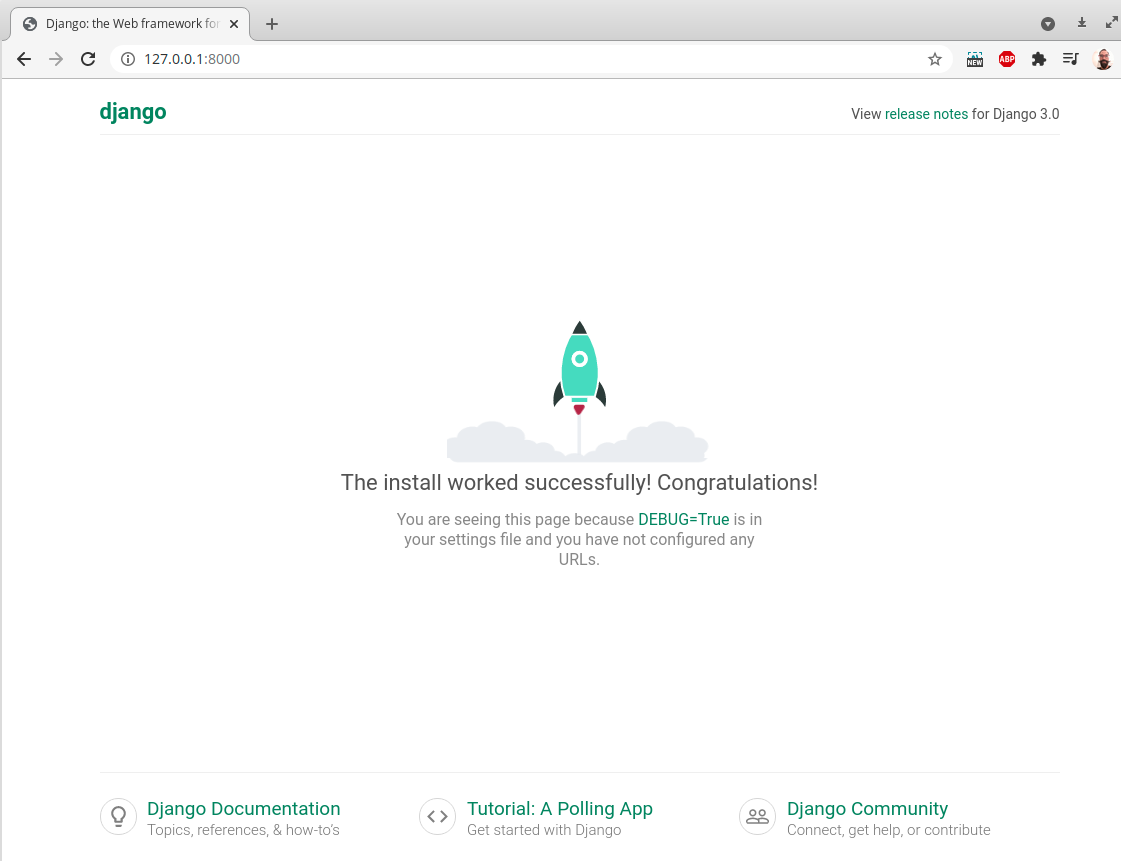 Django: the Web framework for
127.0.0.1:8000
NEW
ABP
django
View release notes for Django 3.0
The install worked successfully! Congratulations!
You are seeing this page because DEBUG=True is in
your settings file and you have not configured any
URLs.
Django Documentation
Topics, references, & how-to's
Tutorial: A Polling App
Get started with Django
Django Community
Connect, get help, or contribute